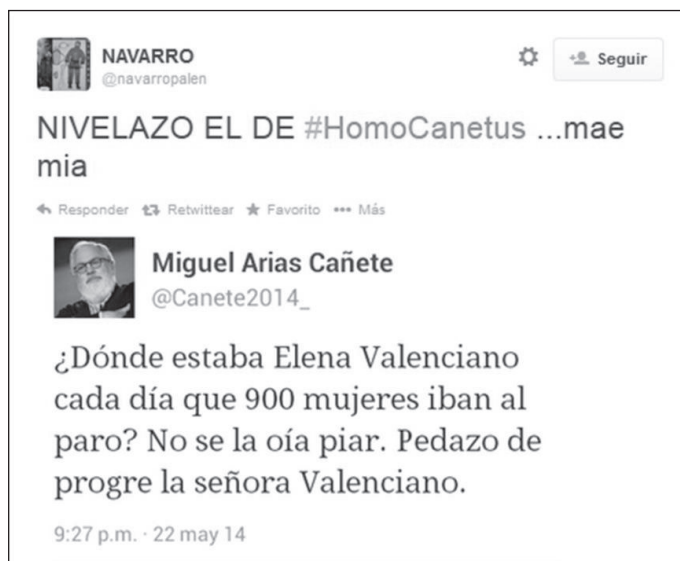 NAVARRO
@navarropalen
Seguir
NIVELAZO EL DE #HomoCanetus ...mae
mia
Responder Retwittear Favorito ••• Más
Miguel Arias Cañete
@Canete2014_
¿Dónde estaba Elena Valenciano
cada día que 900 mujeres iban al
paro? No se la oía piar. Pedazo de
progre la señora Valenciano.
9:27 p.m. · 22 may 14